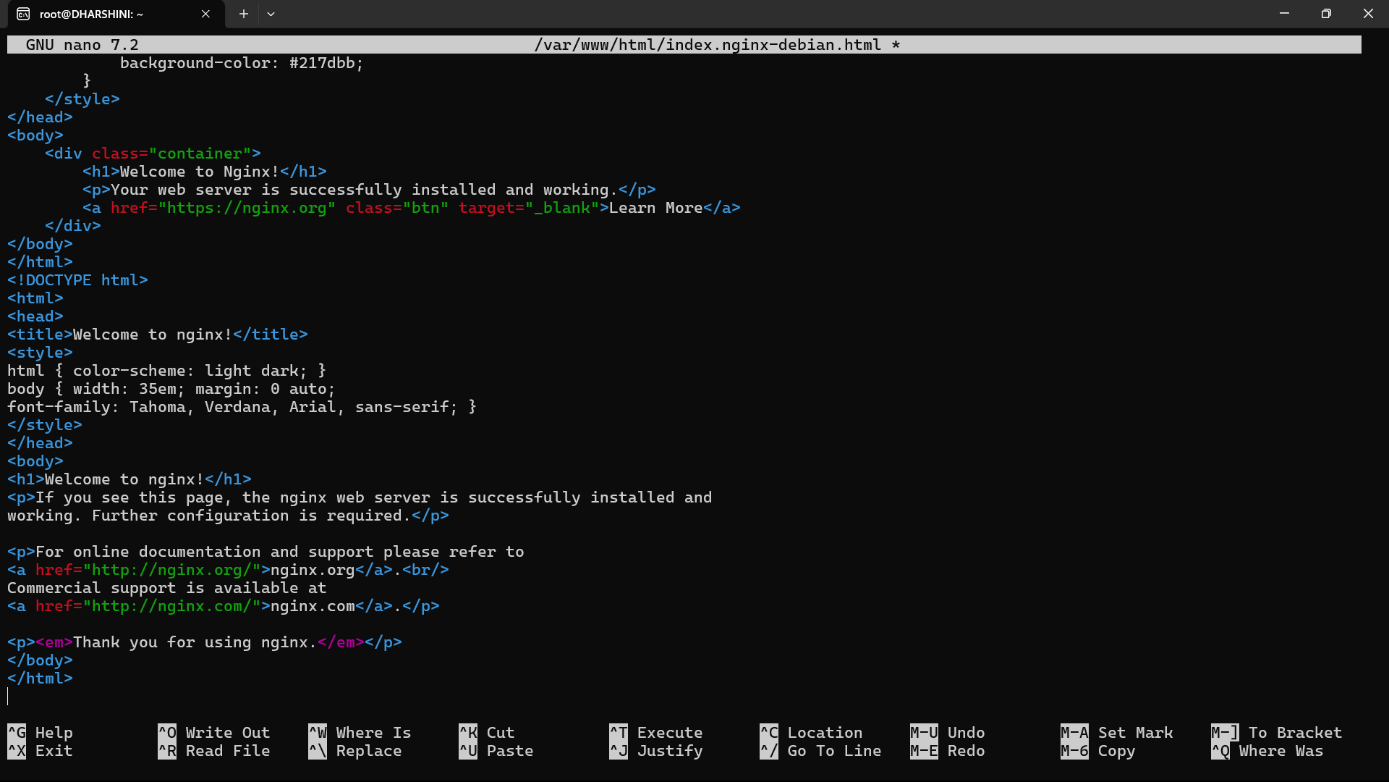 root@DHARSHINI: ~
GNU nano 7.2 /var/www/html/index.nginx-debian.html *
            background-color: #217dbb;
        }
    </style>
</head>
<body>
    <div class="container">
        <h1>Welcome to Nginx!</h1>
        <p>Your web server is successfully installed and working.</p>
        <a href="https://nginx.org" class="btn" target="_blank">Learn More</a>
    </div>
</body>
</html>
<!DOCTYPE html>
<html>
<head>
<title>Welcome to nginx!</title>
<style>
html { color-scheme: light dark; }
body { width: 35em; margin: 0 auto;
font-family: Tahoma, Verdana, Arial, sans-serif; }
</style>
</head>
<body>
<h1>Welcome to nginx!</h1>
<p>If you see this page, the nginx web server is successfully installed and
working. Further configuration is required.</p>

<p>For online documentation and support please refer to
<a href="http://nginx.org/">nginx.org</a>.<br/>
Commercial support is available at
<a href="http://nginx.com/">nginx.com</a>.</p>

<p><em>Thank you for using nginx.</em></p>
</body>
</html>

^G Help ^O Write Out ^W Where Is ^K Cut ^T Execute ^C Location M-U Undo M-A Set Mark M-] To Bracket
^X Exit ^R Read File ^\ Replace ^U Paste ^J Justify ^/ Go To Line M-E Redo M-6 Copy ^Q Where Was